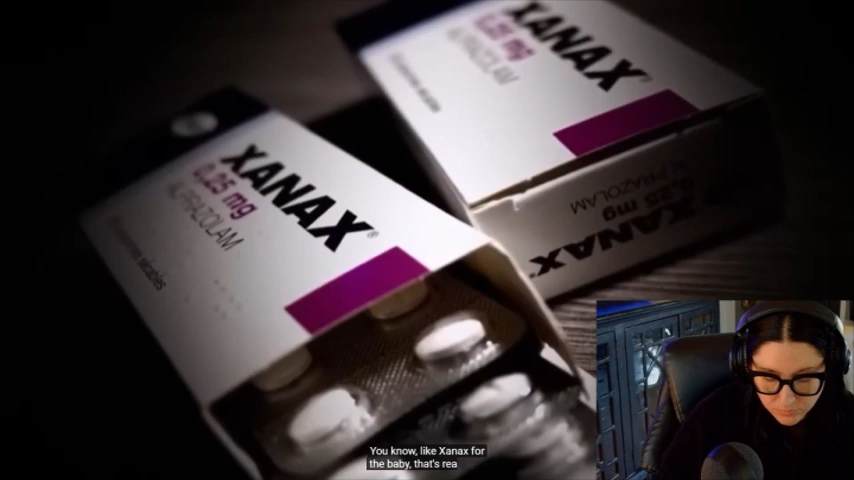 XANAX®
0,25 mg
ALPRAZOLAM
XANAX®
0,25 mg
ALPRAZOLAM
sécables
XANAX
0,25 mg
ALPRAZOLAM
You know, like Xanax for
the baby, that's rea